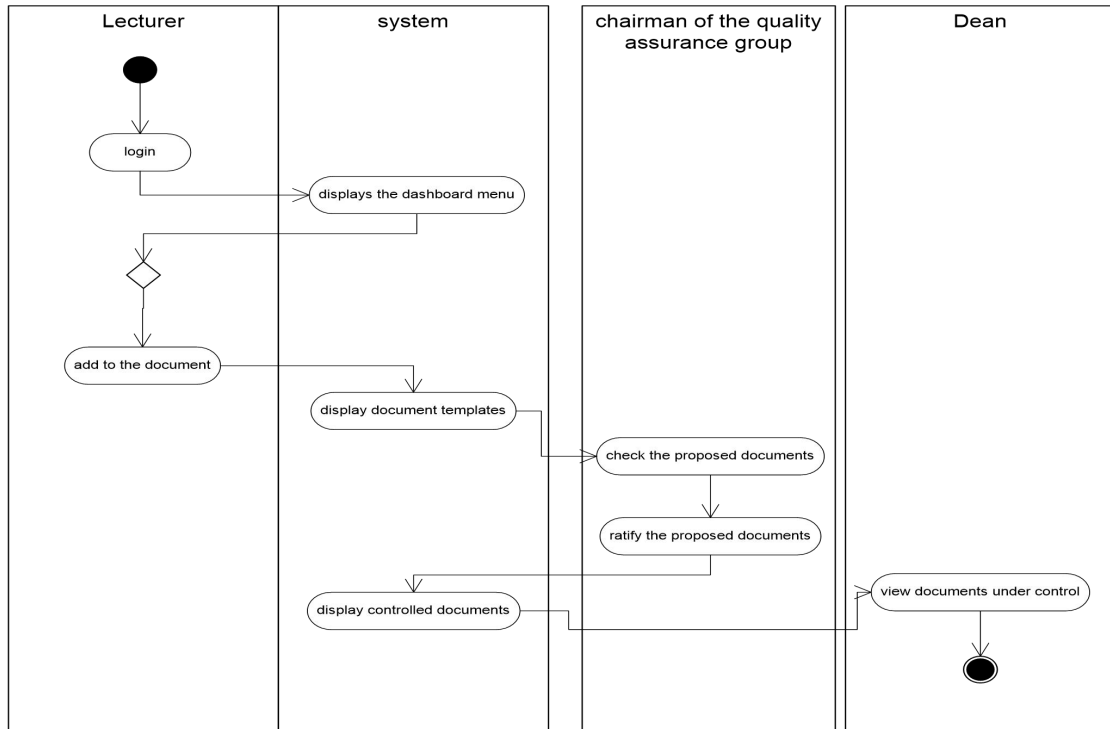 Lecturer
system
chairman of the quality
assurance group
Dean
login
displays the dashboard menu
add to the document
display document templates
check the proposed documents
ratify the proposed documents
display controlled documents
view documents under control